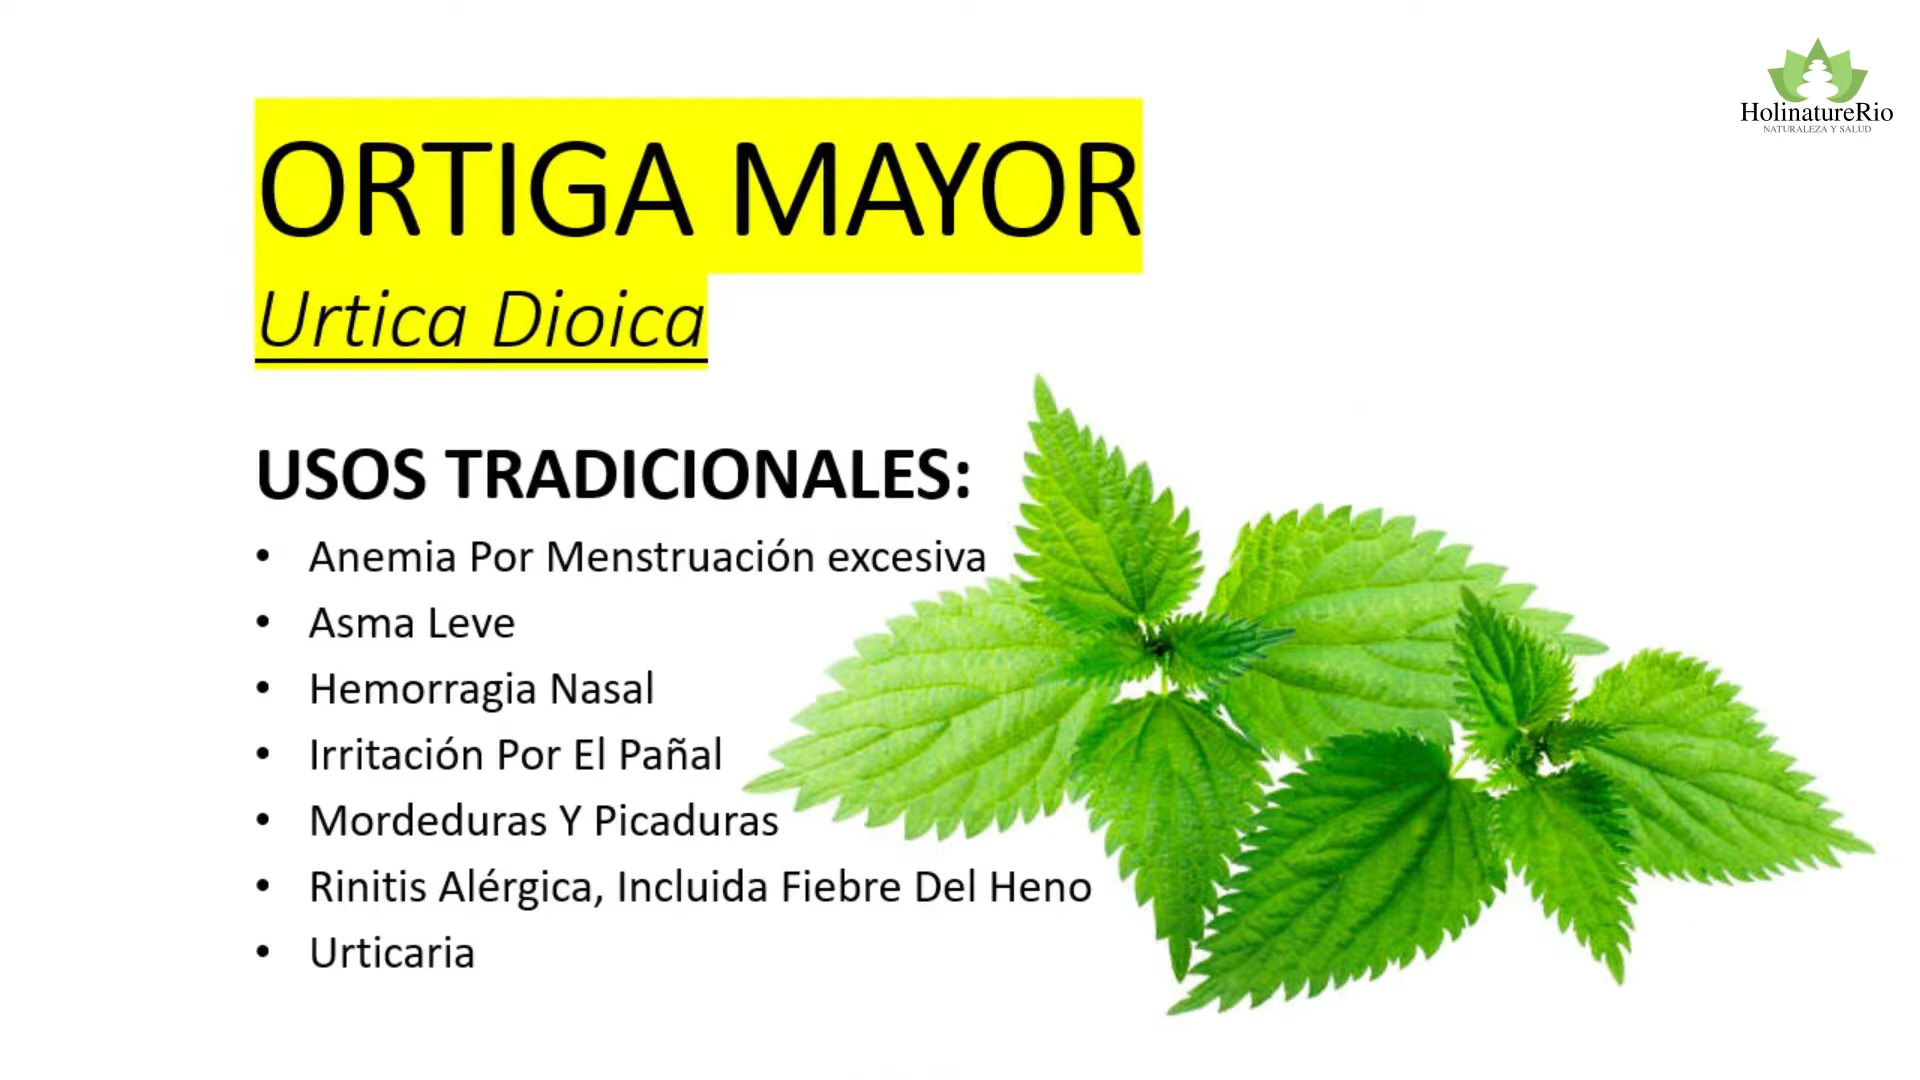 HolinatureRio
NATURALEZA Y SALUD
ORTIGA MAYOR
Urtica Dioica
USOS TRADICIONALES:
• Anemia Por Menstruación excesiva
• Asma Leve
• Hemorragia Nasal
• Irritación Por El Pañal
• Mordeduras Y Picaduras
• Rinitis Alérgica, Incluida Fiebre Del Heno
• Urticaria